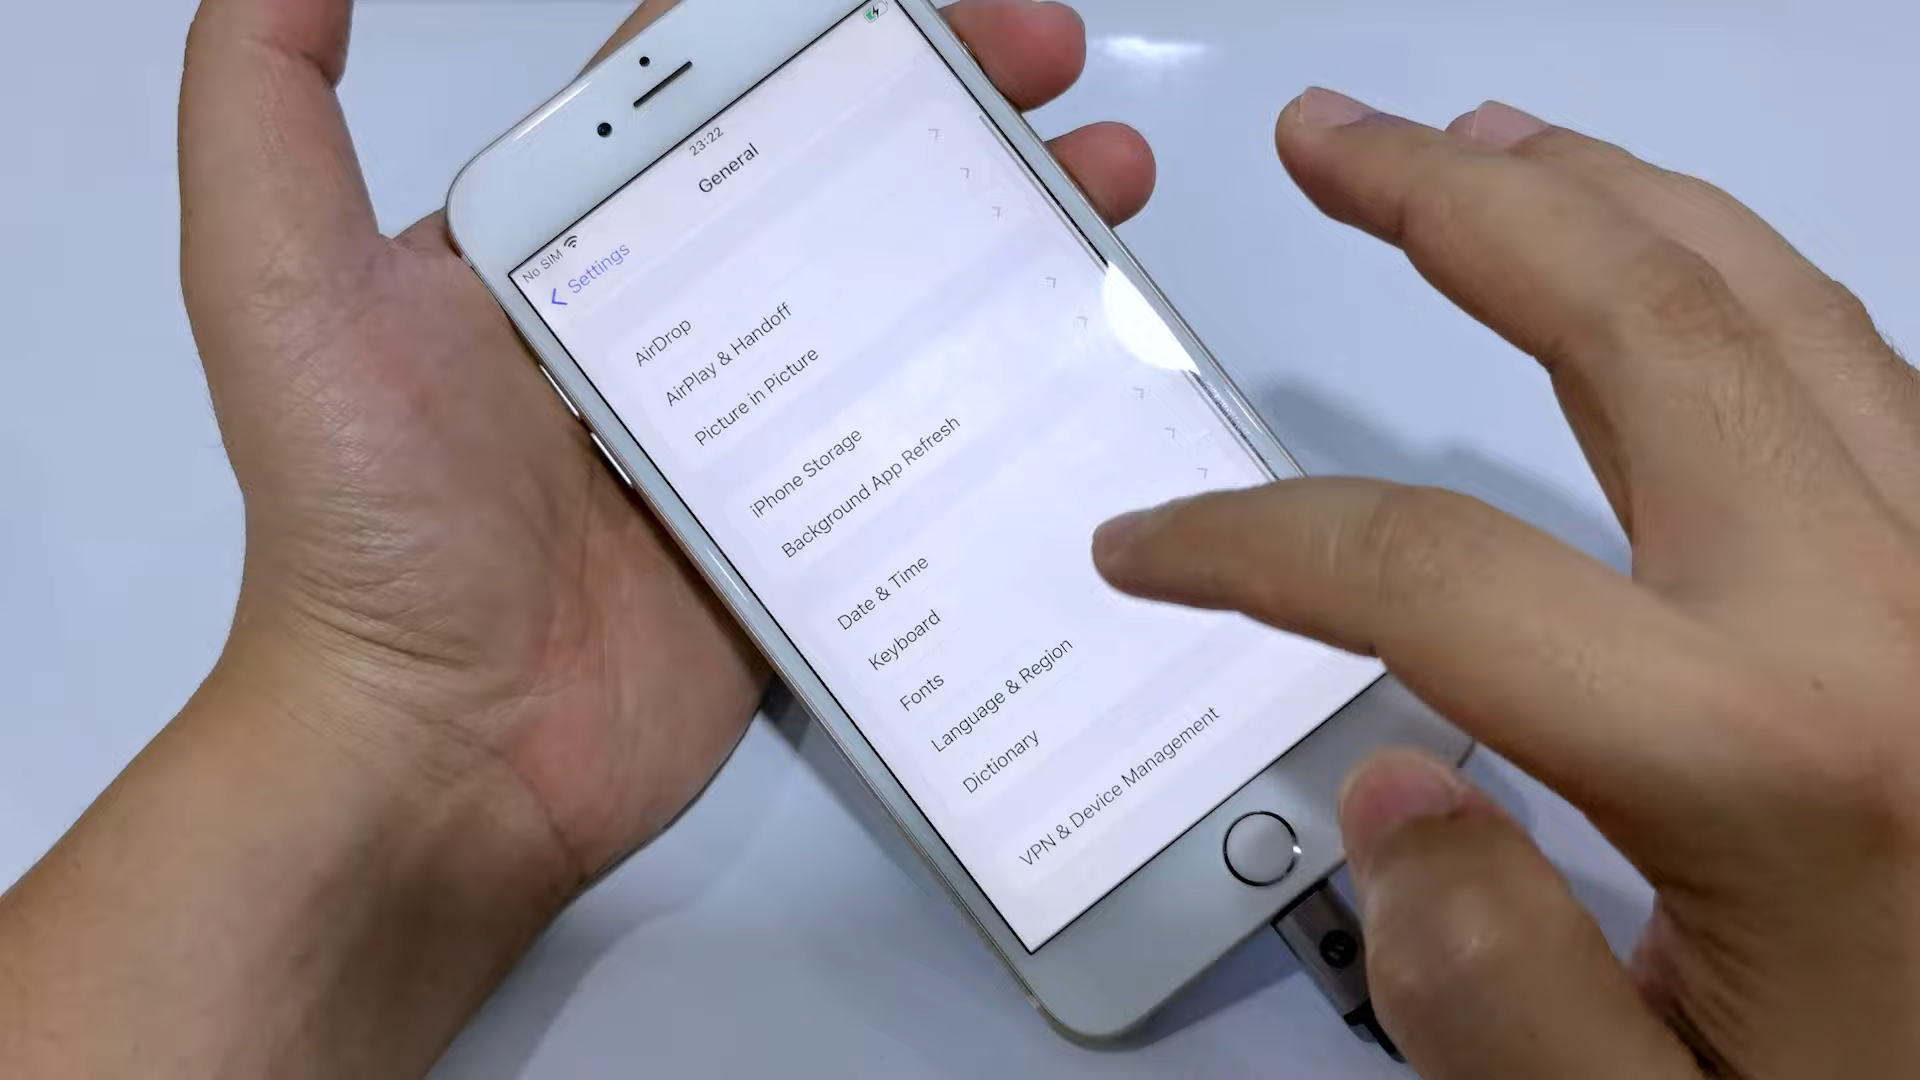 No SIM
23:22
Settings
General
AirDrop
AirPlay & Handoff
Picture in Picture
iPhone Storage
Background App Refresh
Date & Time
Keyboard
Fonts
Language & Region
Dictionary
VPN & Device Management